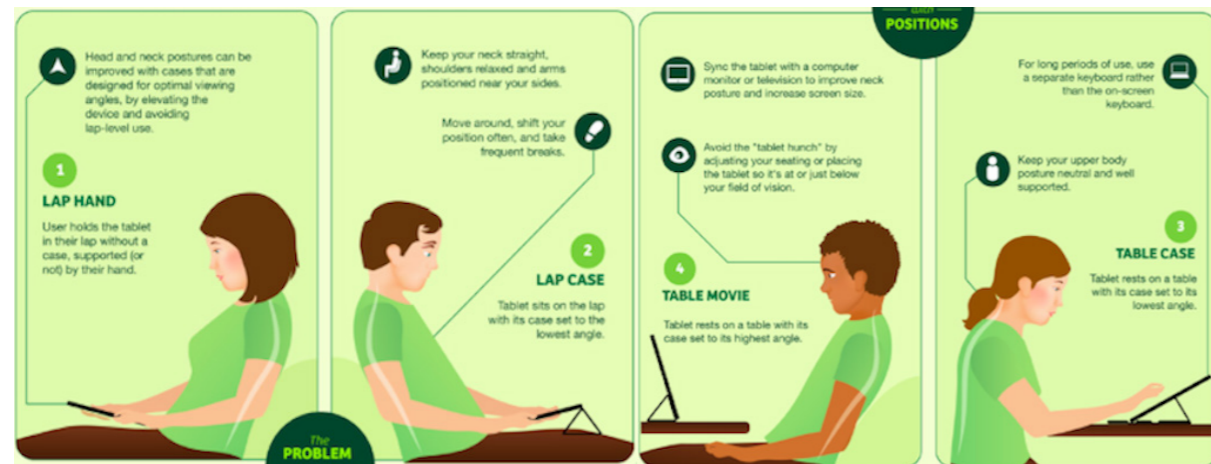 Head and neck postures can be
improved with cases that are
designed for optimal viewing
angles, by elevating the
device and avoiding
lap-level use.
1
LAP HAND
User holds the tablet
in their lap without a
case, supported (or
not) by their hand.
Keep your neck straight,
shoulders relaxed and arms
positioned near your sides.
Move around, shift your
position often, and take
frequent breaks.
2
LAP CASE
Tablet sits on the lap
with its case set to the
lowest angle.
The
PROBLEM
POSITIONS
Sync the tablet with a computer
monitor or television to improve neck
posture and increase screen size.
Avoid the "tablet hunch" by
adjusting your seating or placing
the tablet so it's at or just below
your field of vision.
4
TABLE MOVIE
Tablet rests on a table with its
case set to its highest angle.
For long periods of use, use
a separate keyboard rather
than the on-screen
keyboard.
Keep your upper body
posture neutral and well
supported.
3
TABLE CASE
Tablet rests on a table
with its case set to its
lowest angle.